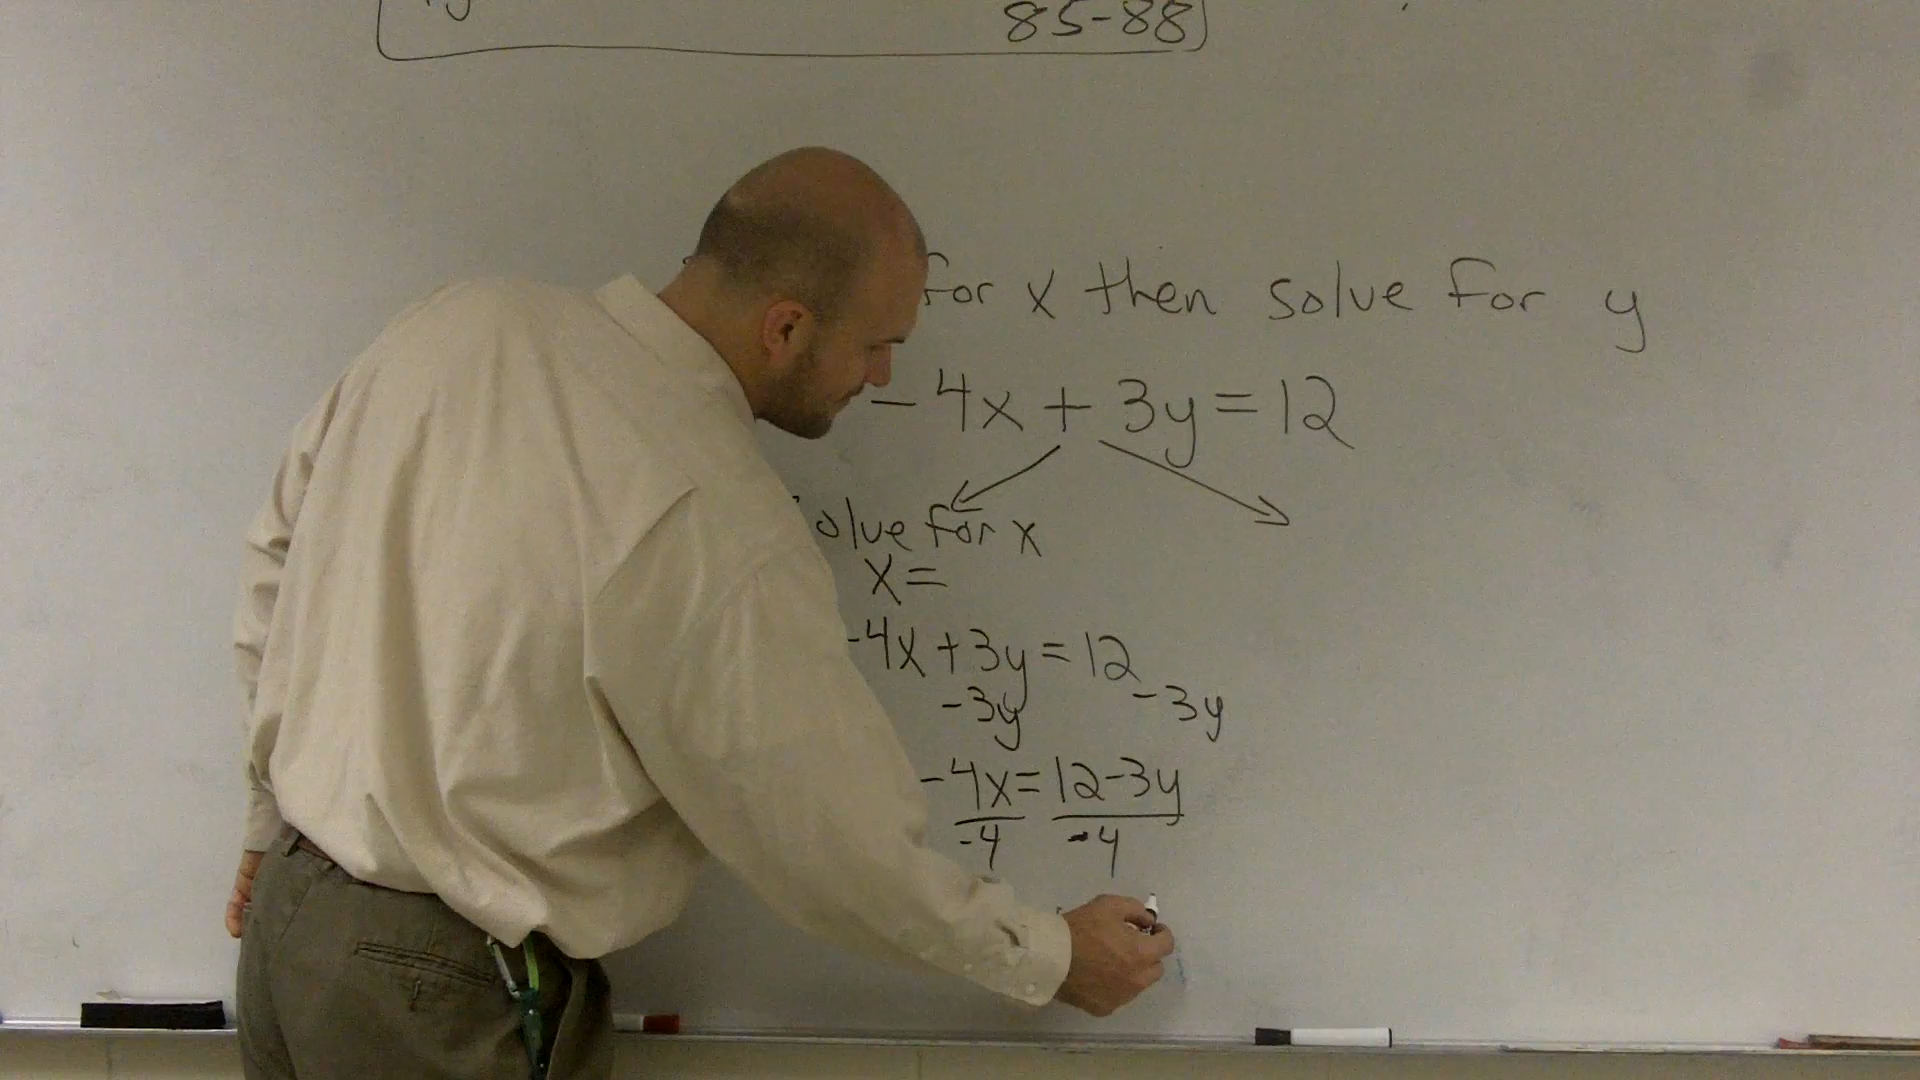 85-88
for x then solve for y
-4x + 3y = 12
olve for x
x =
-4x + 3y = 12
-3y -3y
-4x = 12-3y
-4 -4